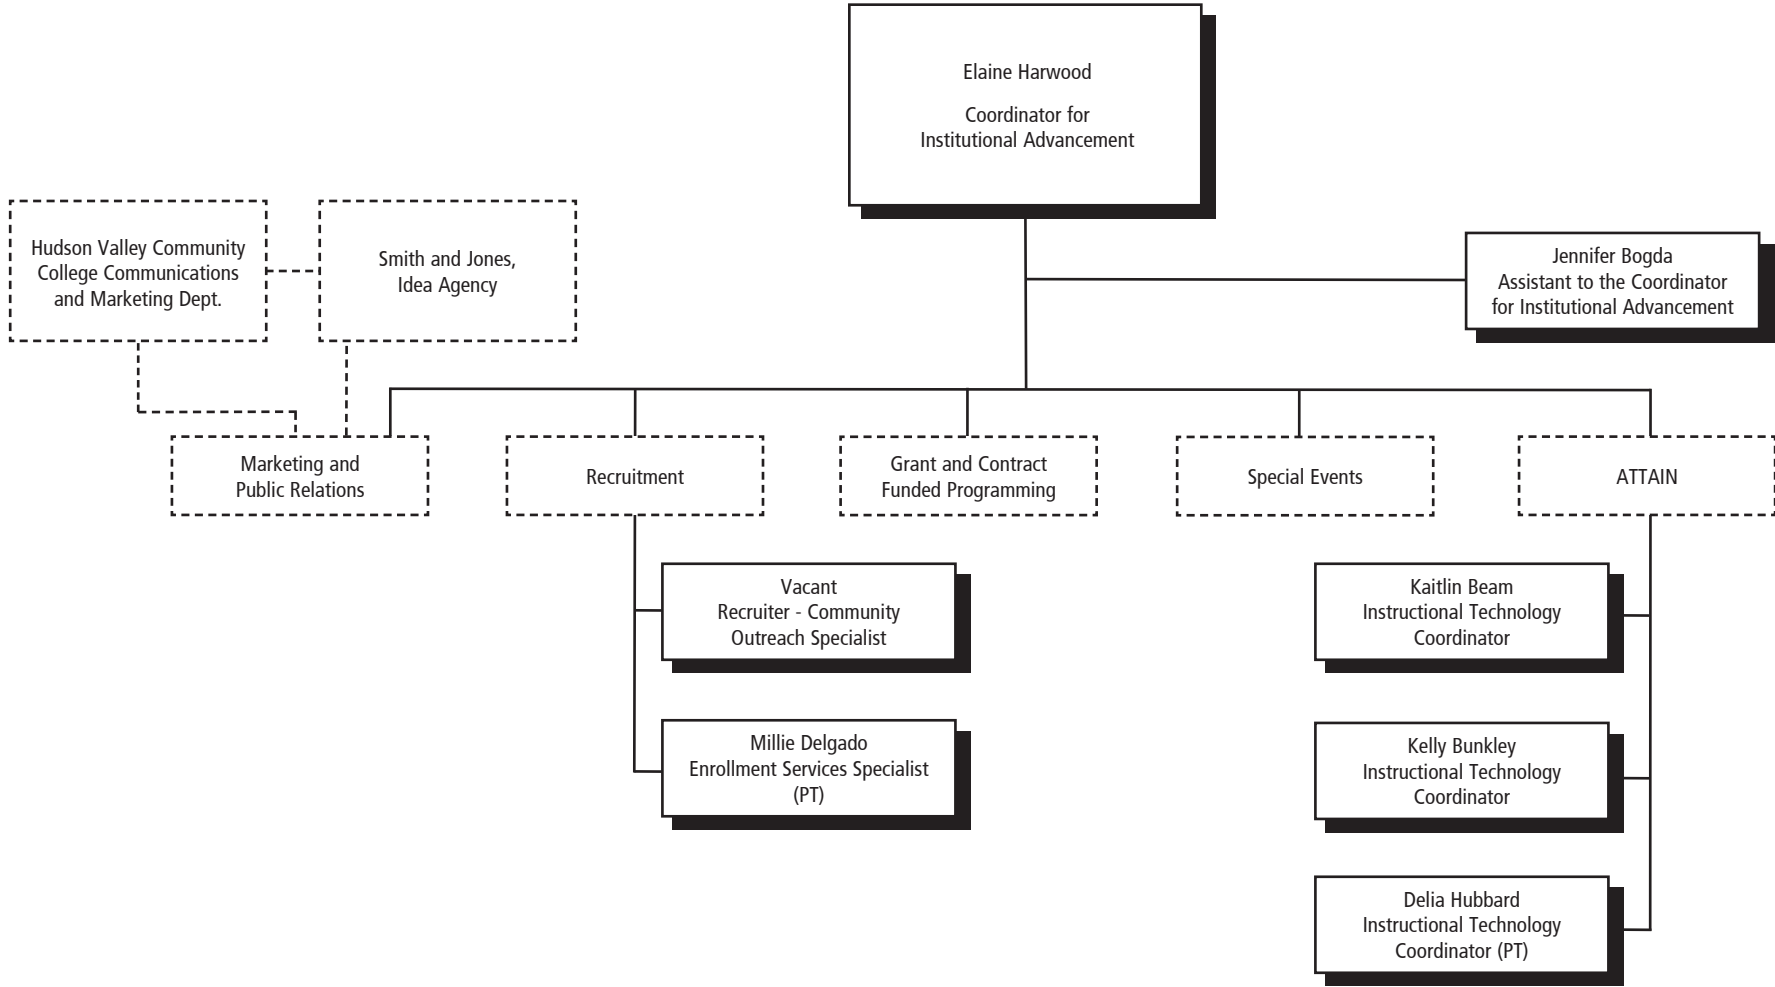 Elaine Harwood
Coordinator for
Institutional Advancement
Hudson Valley Community
College Communications
and Marketing Dept.
Smith and Jones,
Idea Agency
Jennifer Bogda
Assistant to the Coordinator
for Institutional Advancement
Marketing and
Public Relations
Recruitment
Grant and Contract
Funded Programming
Special Events
ATTAIN
Vacant
Recruiter - Community
Outreach Specialist
Millie Delgado
Enrollment Services Specialist
(PT)
Kaitlin Beam
Instructional Technology
Coordinator
Kelly Bunkley
Instructional Technology
Coordinator
Delia Hubbard
Instructional Technology
Coordinator (PT)